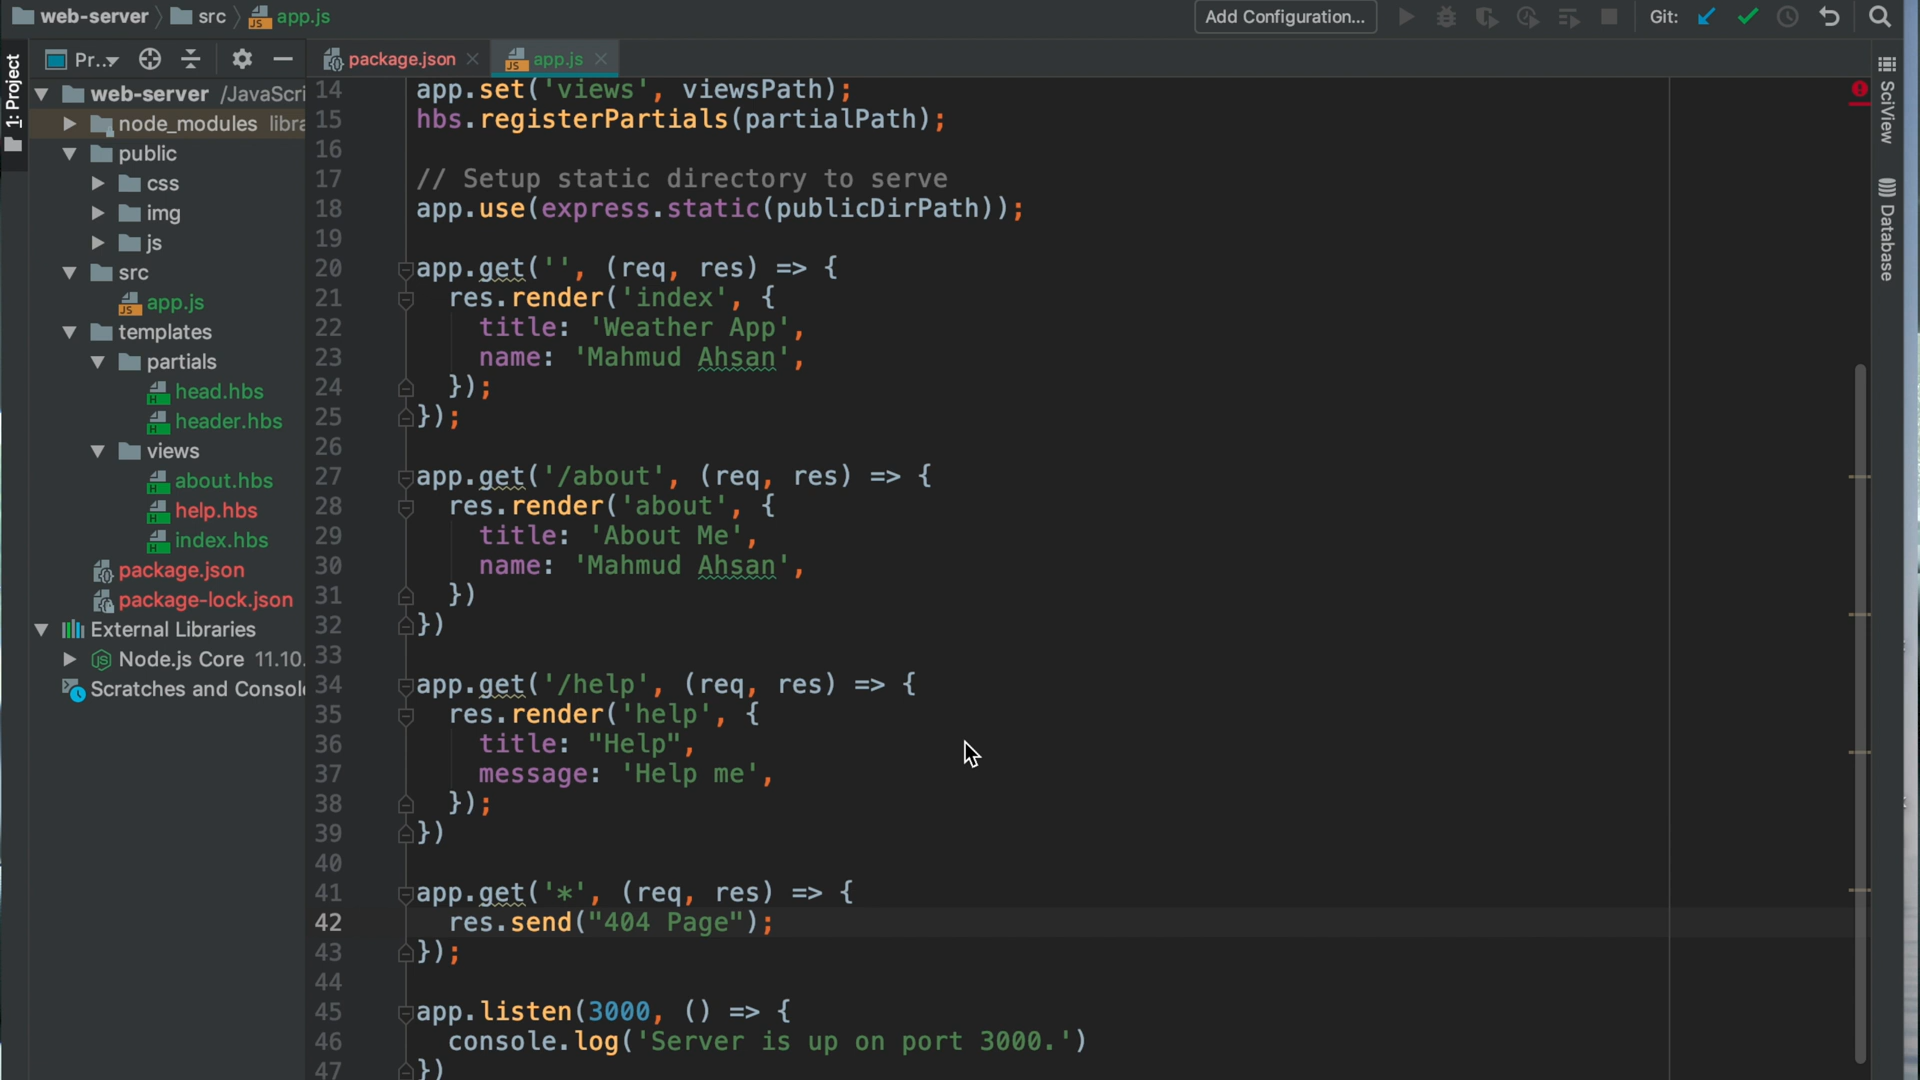 web-server
src
app.js
Add Configuration...
Git:
1: Project
Pr..
package.json
app.js
web-server /JavaScri
node_modules libra
public
css
img
js
src
app.js
templates
partials
head.hbs
header.hbs
views
about.hbs
help.hbs
index.hbs
package.json
package-lock.json
External Libraries
Node.js Core 11.10.
Scratches and Consol
14 app.set('views', viewsPath);
15 hbs.registerPartials(partialPath);
16
17 // Setup static directory to serve
18 app.use(express.static(publicDirPath));
19
20 app.get('', (req, res) => {
21 res.render('index', {
22 title: 'Weather App',
23 name: 'Mahmud Ahsan',
24 });
25 });
26
27 app.get('/about', (req, res) => {
28 res.render('about', {
29 title: 'About Me',
30 name: 'Mahmud Ahsan',
31 })
32 })
33
34 app.get('/help', (req, res) => {
35 res.render('help', {
36 title: "Help",
37 message: 'Help me',
38 });
39 })
40
41 app.get('*', (req, res) => {
42 res.send("404 Page");
43 });
44
45 app.listen(3000, () => {
46 console.log('Server is up on port 3000.')
47 })
SciView
Database